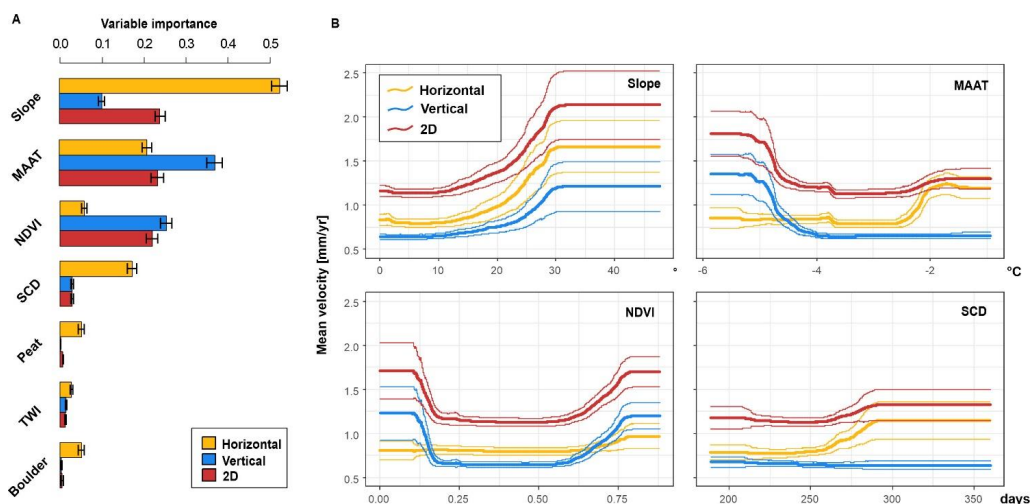 A
Variable importance
0.0 0.1 0.2 0.3 0.4 0.5
Slope
MAAT
NDVI
SCD
Peat
TWI
Boulder
Horizontal
Vertical
2D
B
Mean velocity [mm/yr]
2.5
2.0
1.5
1.0
0.5
Slope
Horizontal
Vertical
2D
0 10 20 30 40 °
MAAT
-6 -4 -2 °C
2.5
2.0
1.5
1.0
0.5
NDVI
0.00 0.25 0.50 0.75
SCD
200 250 300 350 days